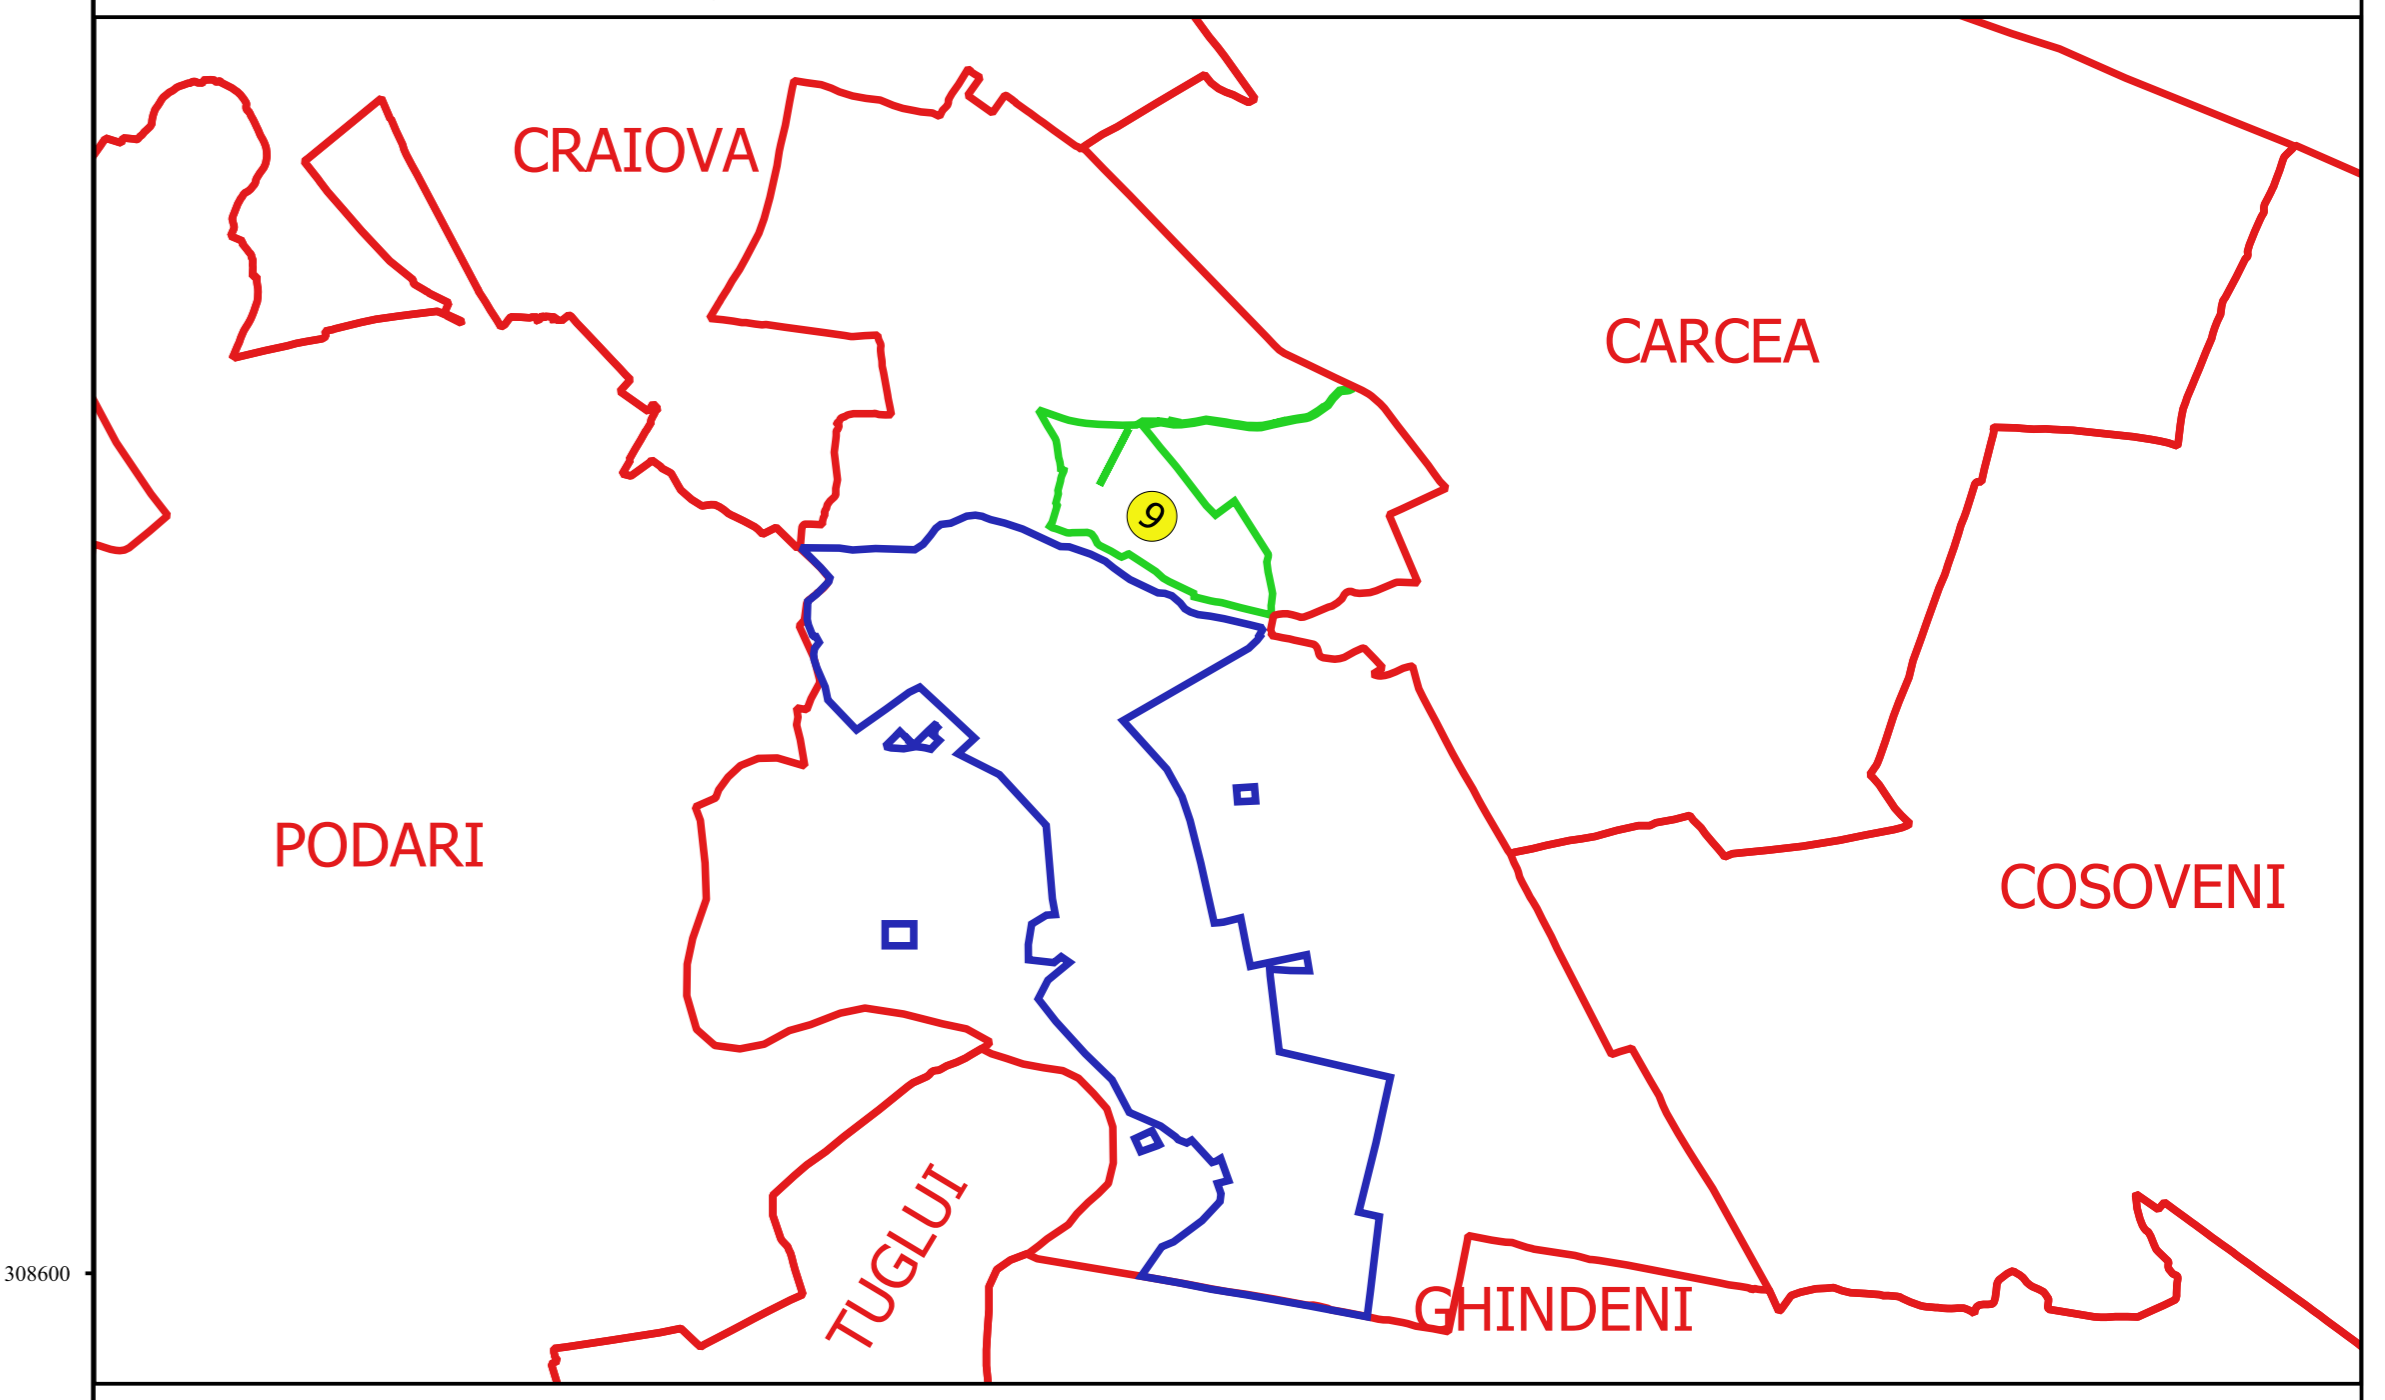 CRAIOVA
CARCEA
9
PODARI
COSOVENI
TUGLUI
308600
GHINDENI